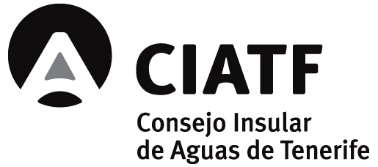 CIATF
Consejo Insular
de Aguas de Tenerife